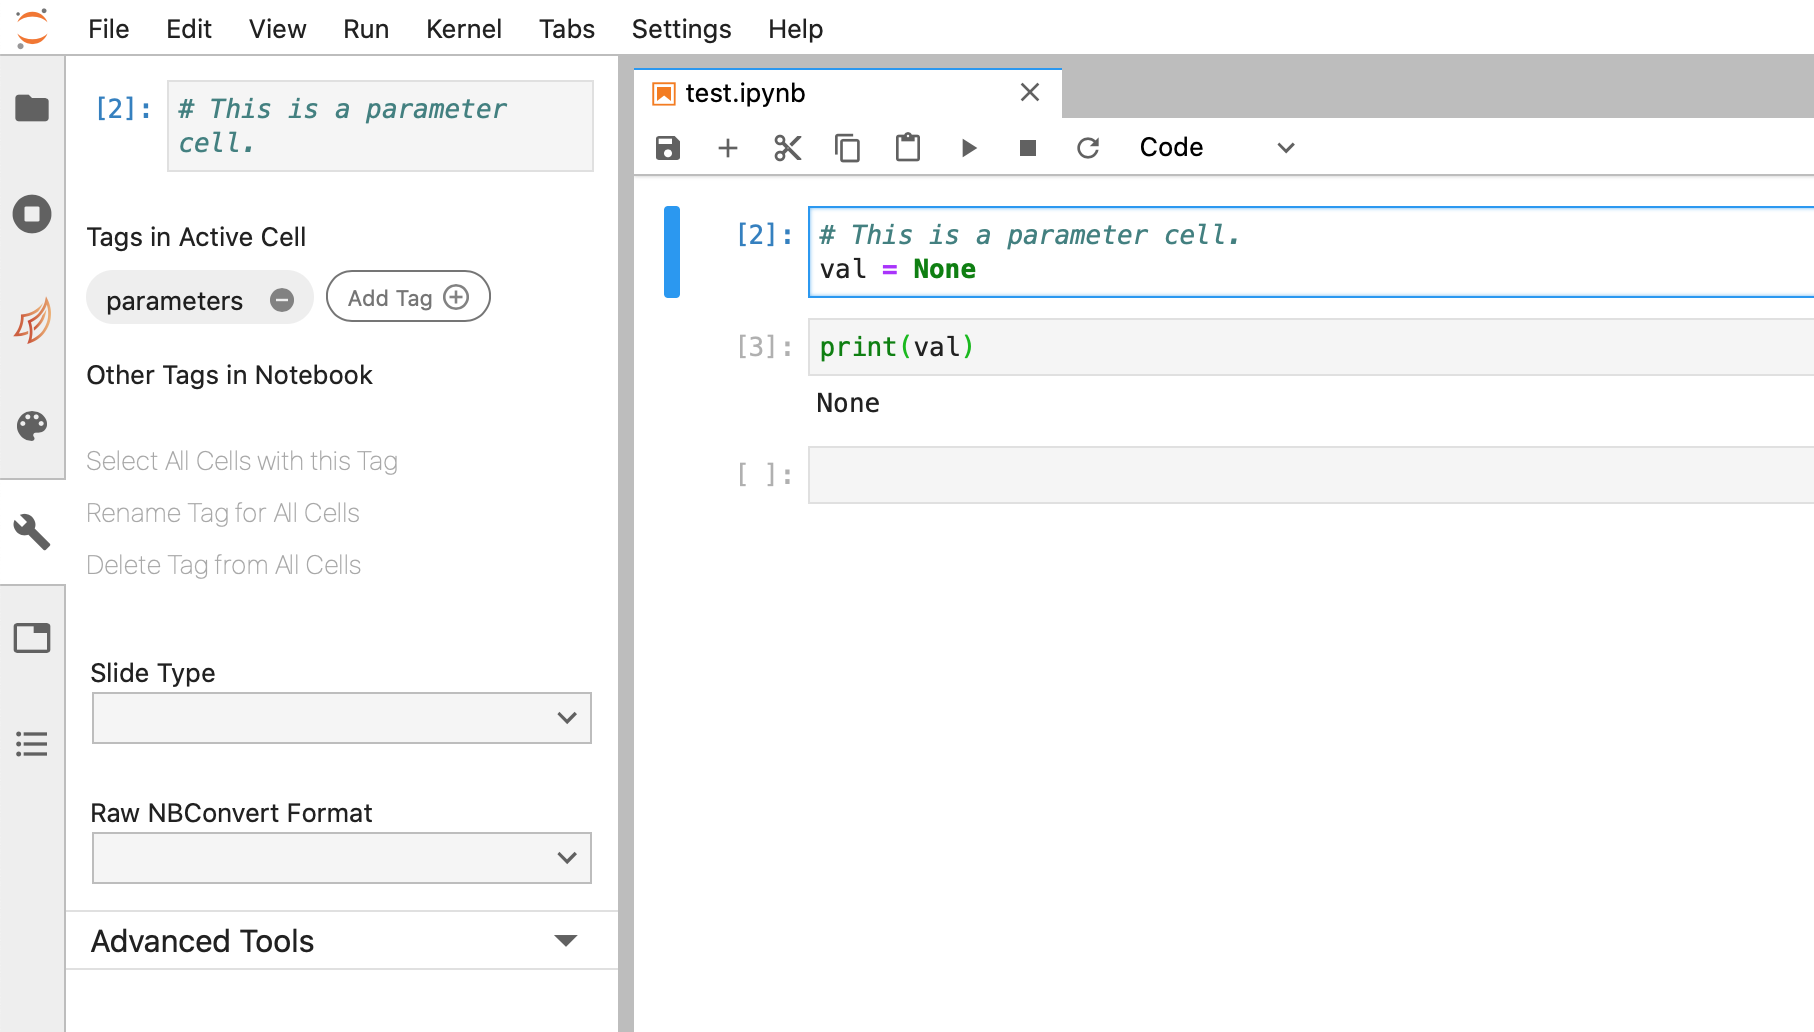 File Edit View Run Kernel Tabs Settings Help
[2]: # This is a parameter
cell.
Tags in Active Cell
parameters Add Tag
Other Tags in Notebook
Select All Cells with this Tag
Rename Tag for All Cells
Delete Tag from All Cells
Slide Type
Raw NBConvert Format
Advanced Tools
test.ipynb
Code
[2]: # This is a parameter cell.
val = None
[3]: print(val)
None
[ ]: